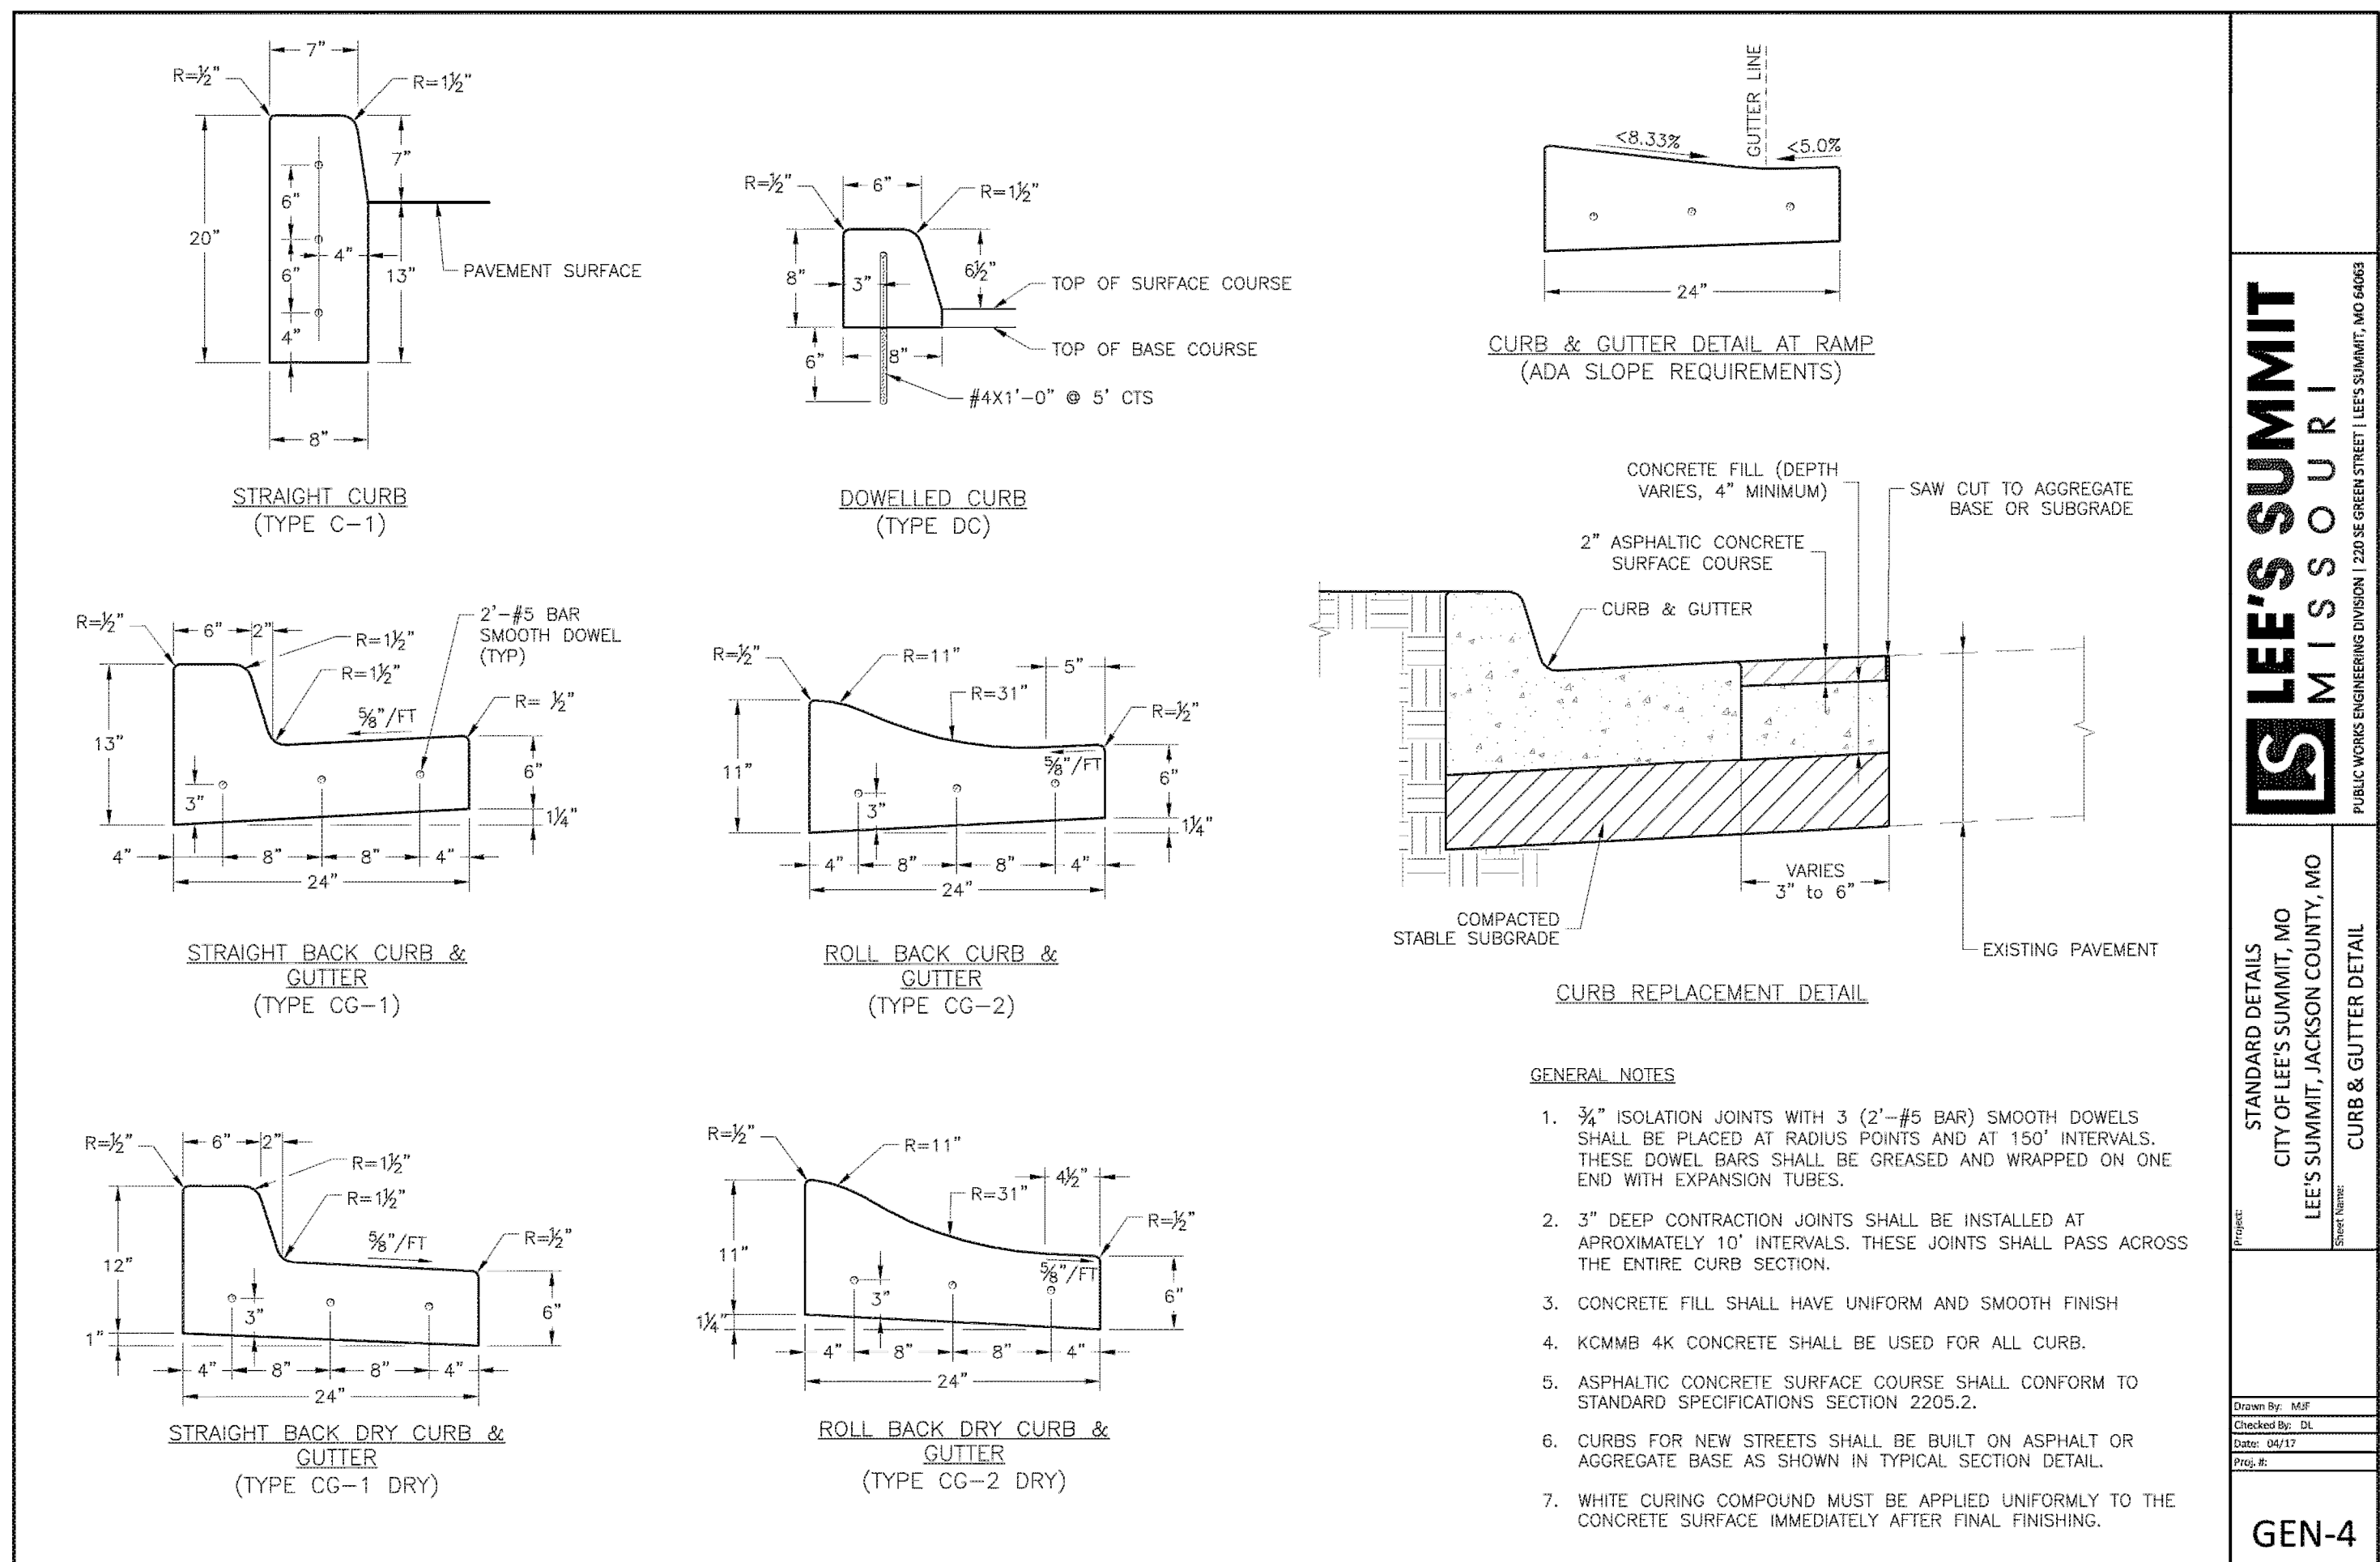 7"
R=½"
R=1½"
7"
6"
20"
4"
6"
13"
PAVEMENT SURFACE
4"
8"
STRAIGHT CURB
(TYPE C-1)
R=½"
6"
R=1½"
8"
3"
6½"
TOP OF SURFACE COURSE
TOP OF BASE COURSE
6"
8"
#4X1'-0" @ 5' CTS
DOWELLED CURB
(TYPE DC)
GUTTER LINE
<8.33%
<5.0%
24"
CURB & GUTTER DETAIL AT RAMP
(ADA SLOPE REQUIREMENTS)
R=½"
6"
2"
R=1½"
R=1½"
2'-#5 BAR
SMOOTH DOWEL
(TYP)
⅝"/FT
R= ½"
13"
3"
6"
1¼"
4"
8"
8"
4"
24"
STRAIGHT BACK CURB &
GUTTER
(TYPE CG-1)
R=½"
R=11"
R=31"
5"
R=½"
⅝"/FT
11"
3"
6"
1¼"
4"
8"
8"
4"
24"
ROLL BACK CURB &
GUTTER
(TYPE CG-2)
CONCRETE FILL (DEPTH
VARIES, 4" MINIMUM)
SAW CUT TO AGGREGATE
BASE OR SUBGRADE
2" ASPHALTIC CONCRETE
SURFACE COURSE
CURB & GUTTER
VARIES
3" to 6"
COMPACTED
STABLE SUBGRADE
EXISTING PAVEMENT
CURB REPLACEMENT DETAIL
R=½"
6"
2"
R=1½"
R=1½"
⅝"/FT
R=½"
12"
3"
6"
1"
4"
8"
8"
4"
24"
STRAIGHT BACK DRY CURB &
GUTTER
(TYPE CG-1 DRY)
R=½"
R=11"
R=31"
4½"
R=½"
⅝"/FT
11"
3"
6"
1¼"
4"
8"
8"
4"
24"
ROLL BACK DRY CURB &
GUTTER
(TYPE CG-2 DRY)
GENERAL NOTES
1. ¾" ISOLATION JOINTS WITH 3 (2'-#5 BAR) SMOOTH DOWELS
SHALL BE PLACED AT RADIUS POINTS AND AT 150' INTERVALS.
THESE DOWEL BARS SHALL BE GREASED AND WRAPPED ON ONE
END WITH EXPANSION TUBES.
2. 3" DEEP CONTRACTION JOINTS SHALL BE INSTALLED AT
APROXIMATELY 10' INTERVALS. THESE JOINTS SHALL PASS ACROSS
THE ENTIRE CURB SECTION.
3. CONCRETE FILL SHALL HAVE UNIFORM AND SMOOTH FINISH
4. KCMMB 4K CONCRETE SHALL BE USED FOR ALL CURB.
5. ASPHALTIC CONCRETE SURFACE COURSE SHALL CONFORM TO
STANDARD SPECIFICATIONS SECTION 2205.2.
6. CURBS FOR NEW STREETS SHALL BE BUILT ON ASPHALT OR
AGGREGATE BASE AS SHOWN IN TYPICAL SECTION DETAIL.
7. WHITE CURING COMPOUND MUST BE APPLIED UNIFORMLY TO THE
CONCRETE SURFACE IMMEDIATELY AFTER FINAL FINISHING.
LS
LEE'S SUMMIT
MISSOURI
PUBLIC WORKS ENGINEERING DIVISION | 220 SE GREEN STREET | LEE'S SUMMIT, MO 64063
Project:
STANDARD DETAILS
CITY OF LEE'S SUMMIT, MO
LEE'S SUMMIT, JACKSON COUNTY, MO
Sheet Name:
CURB & GUTTER DETAIL
Drawn By: MJF
Checked By: DL
Date: 04/17
Proj. #:
GEN-4